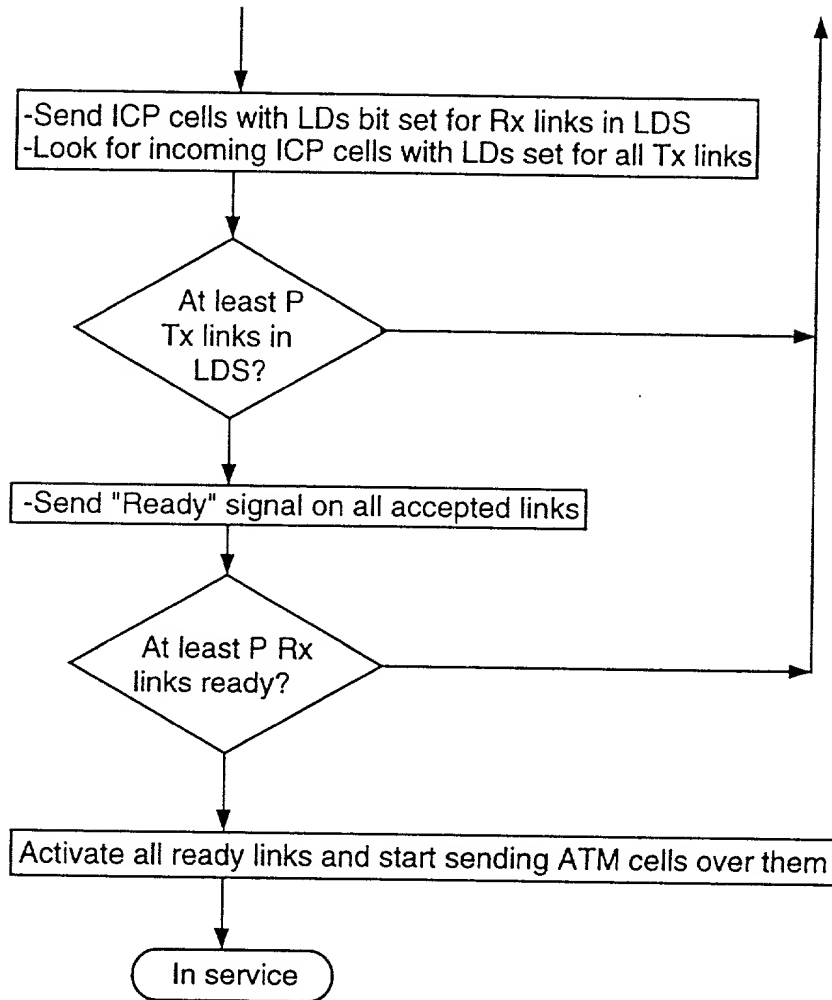 -Send ICP cells with LDs bit set for Rx links in LDS
-Look for incoming ICP cells with LDs set for all Tx links
At least P
Tx links in
LDS?
-Send "Ready" signal on all accepted links
At least P Rx
links ready?
Activate all ready links and start sending ATM cells over them
In service